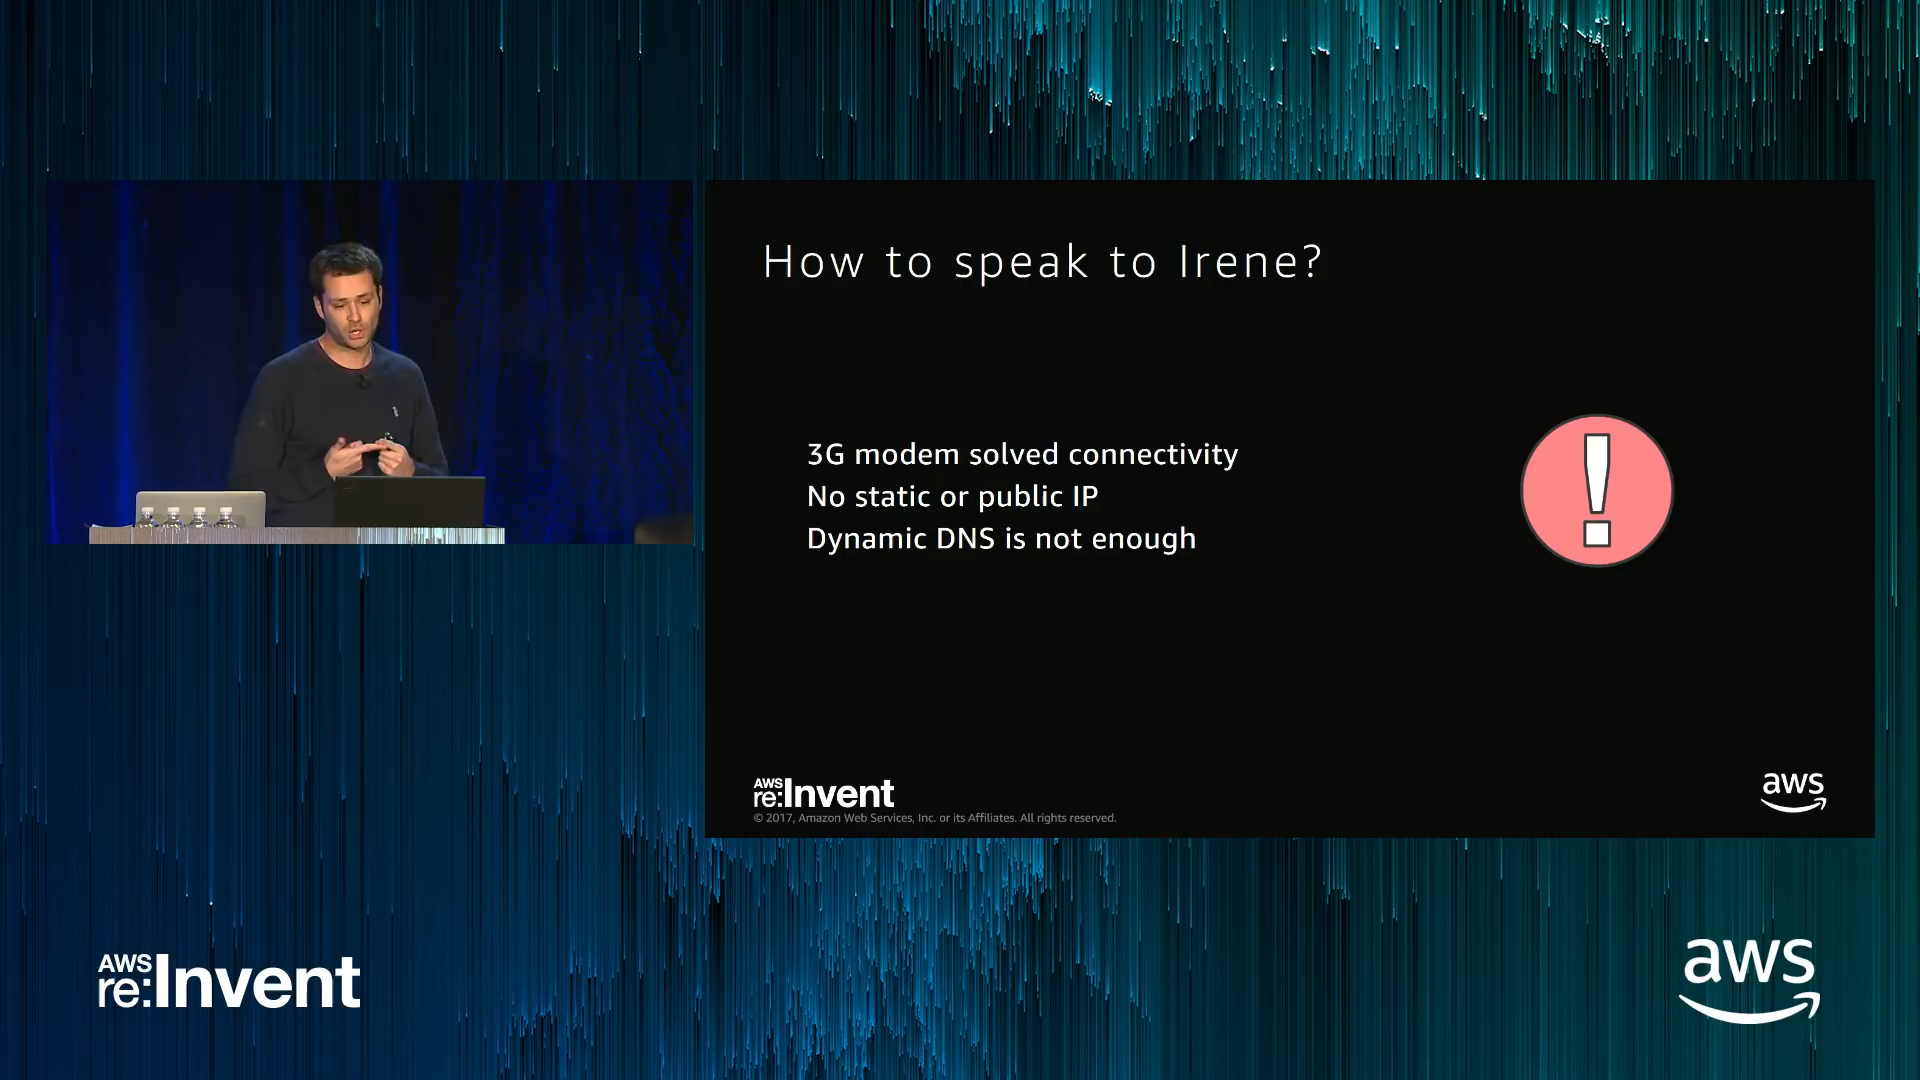 How to speak to Irene?
3G modem solved connectivity
No static or public IP
Dynamic DNS is not enough
AWS
re:Invent
© 2017, Amazon Web Services, Inc. or its Affiliates. All rights reserved.
aws
AWS
re:Invent
aws